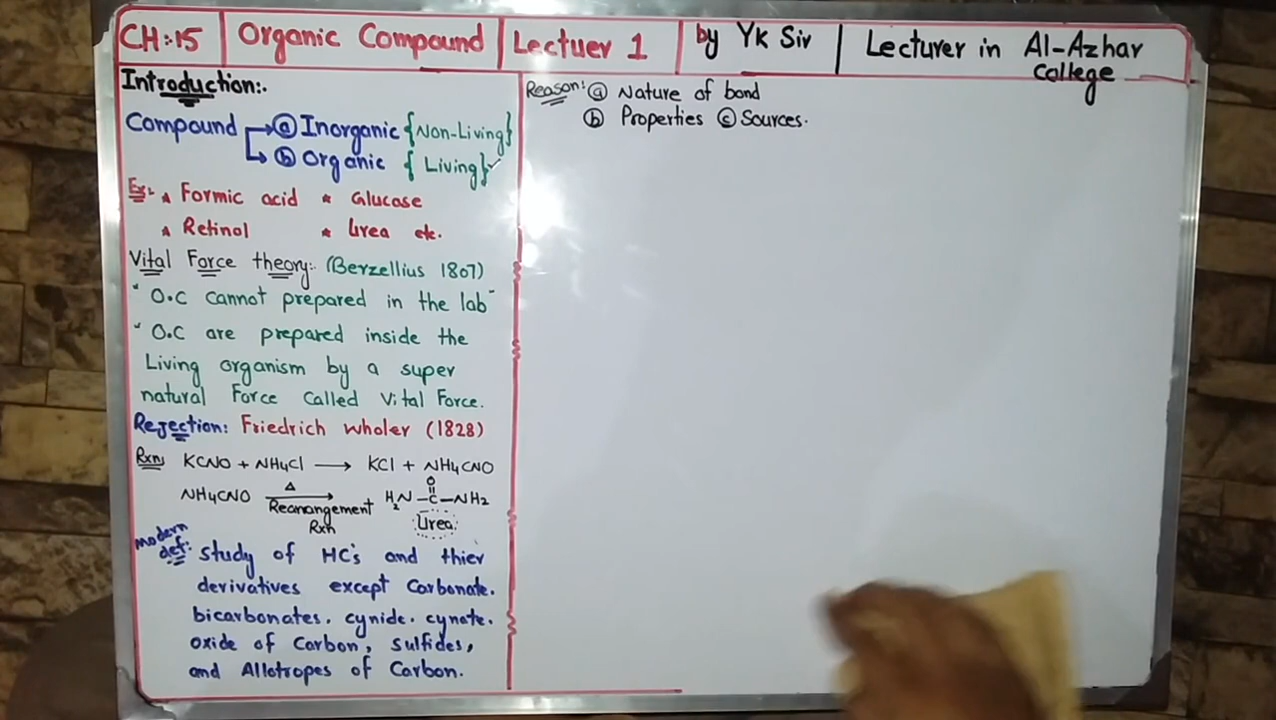 CH:15 | Organic Compound | Lectuer 1 | by Yk Sir | Lecturer in Al-Azhar College
Introduction:.
Compound → ⓐ Inorganic {Non-Living}
↳ ⓑ Organic { Living}
Ex:- ⋆ Formic acid ⋆ Glucase
⋆ Retinol ⋆ Urea etc.
Vital Force theory:- (Berzellius 1807)
" O.C cannot prepared in the lab"
" O.C are prepared inside the
Living organism by a super
natural Force Called Vital Force.
Rejection: Friedrich Wholer (1828)
Rxn: KCNO + NH4Cl ⟶ KCl + NH4CNO
NH4CNO —Δ→ Rearrangement Rxn H2N–C(=O)–NH2
Urea
modern def:- Study of HC's and thier
derivatives except Carbonate.
bicarbonates. cynide. cynate.
oxide of Carbon, sulfides,
and Allotropes of Carbon.
Reason: ⓐ Nature of bond
ⓑ Properties ⓒ Sources.